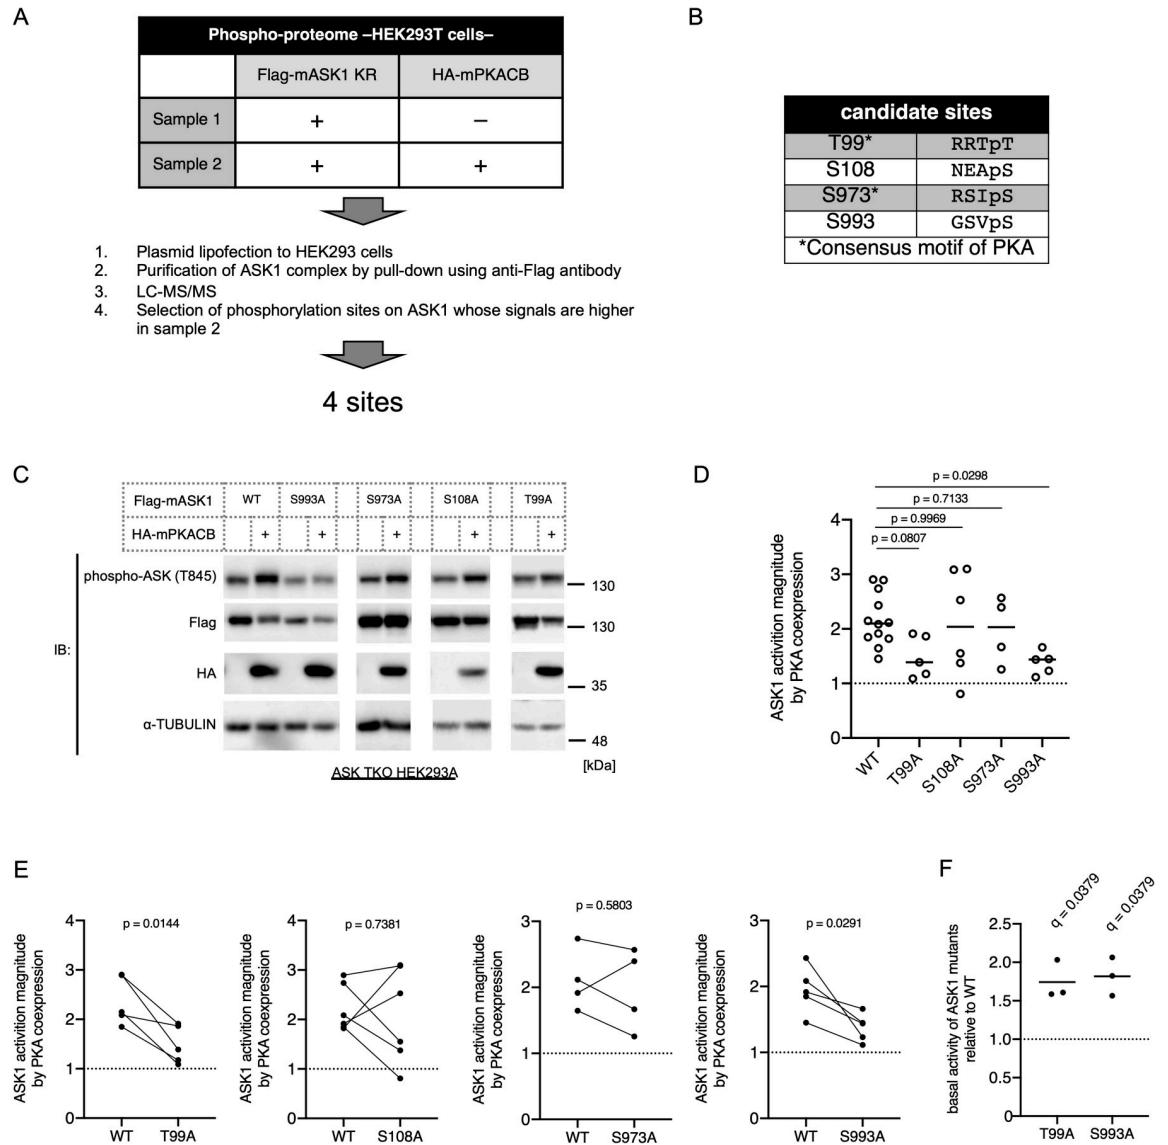 A
Phospho-proteome –HEK293T cells–
Flag-mASK1 KR HA-mPKACB
Sample 1 + –
Sample 2 + +
1. Plasmid lipofection to HEK293 cells
2. Purification of ASK1 complex by pull-down using anti-Flag antibody
3. LC-MS/MS
4. Selection of phosphorylation sites on ASK1 whose signals are higher
in sample 2
4 sites
B
candidate sites
T99* RRTpT
S108 NEApS
S973* RSIpS
S993 GSVpS
*Consensus motif of PKA
C
Flag-mASK1 WT S993A S973A S108A T99A
HA-mPKACB + + + + +
IB:
phospho-ASK (T845) 130
Flag 130
HA 35
α-TUBULIN 48
[kDa]
ASK TKO HEK293A
D
p = 0.0298
p = 0.7133
p = 0.9969
p = 0.0807
ASK1 activition magnitude
by PKA coexpression
4
3
2
1
0
WT T99A S108A S973A S993A
E
ASK1 activition magnitude
by PKA coexpression
p = 0.0144
4
3
2
1
0
WT T99A
ASK1 activition magnitude
by PKA coexpression
p = 0.7381
4
3
2
1
0
WT S108A
ASK1 activition magnitude
by PKA coexpression
p = 0.5803
3
2
1
0
WT S973A
ASK1 activition magnitude
by PKA coexpression
p = 0.0291
3
2
1
0
WT S993A
F
q = 0.0379 q = 0.0379
basal activity of ASK1 mutants
relative to WT
2.5
2.0
1.5
1.0
0.5
0
T99A S993A